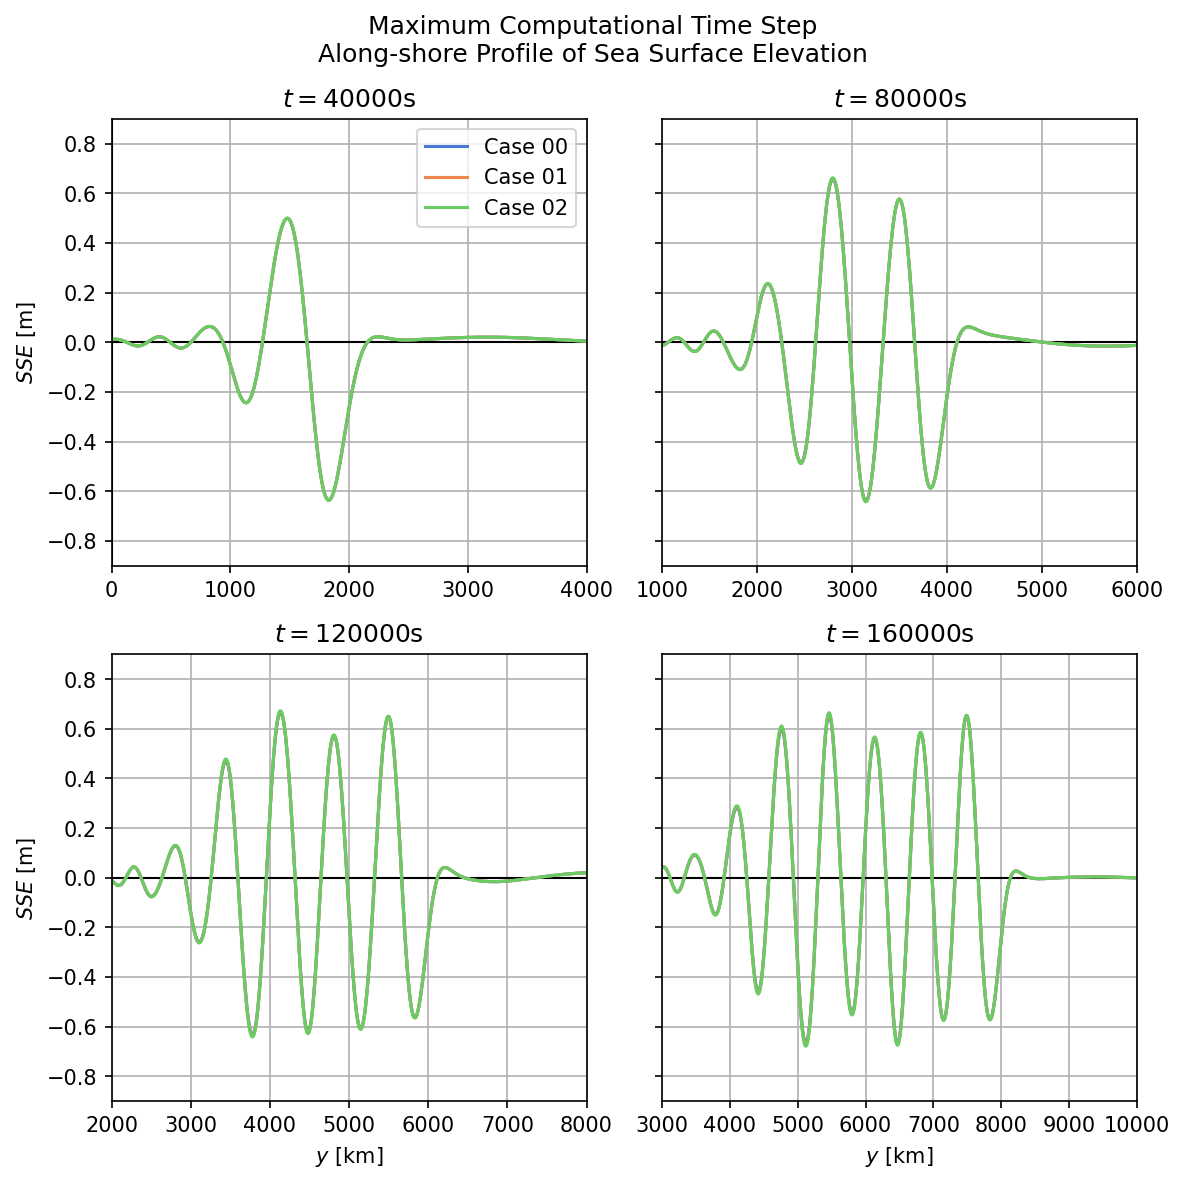 Maximum Computational Time Step
Along-shore Profile of Sea Surface Elevation
t = 40000s
t = 80000s
Case 00
Case 01
Case 02
SSE [m]
0.8
0.6
0.4
0.2
0.0
−0.2
−0.4
−0.6
−0.8
0 1000 2000 3000 4000
1000 2000 3000 4000 5000 6000
t = 120000s
t = 160000s
SSE [m]
0.8
0.6
0.4
0.2
0.0
−0.2
−0.4
−0.6
−0.8
2000 3000 4000 5000 6000 7000 8000
3000 4000 5000 6000 7000 8000 9000 10000
y [km]
y [km]